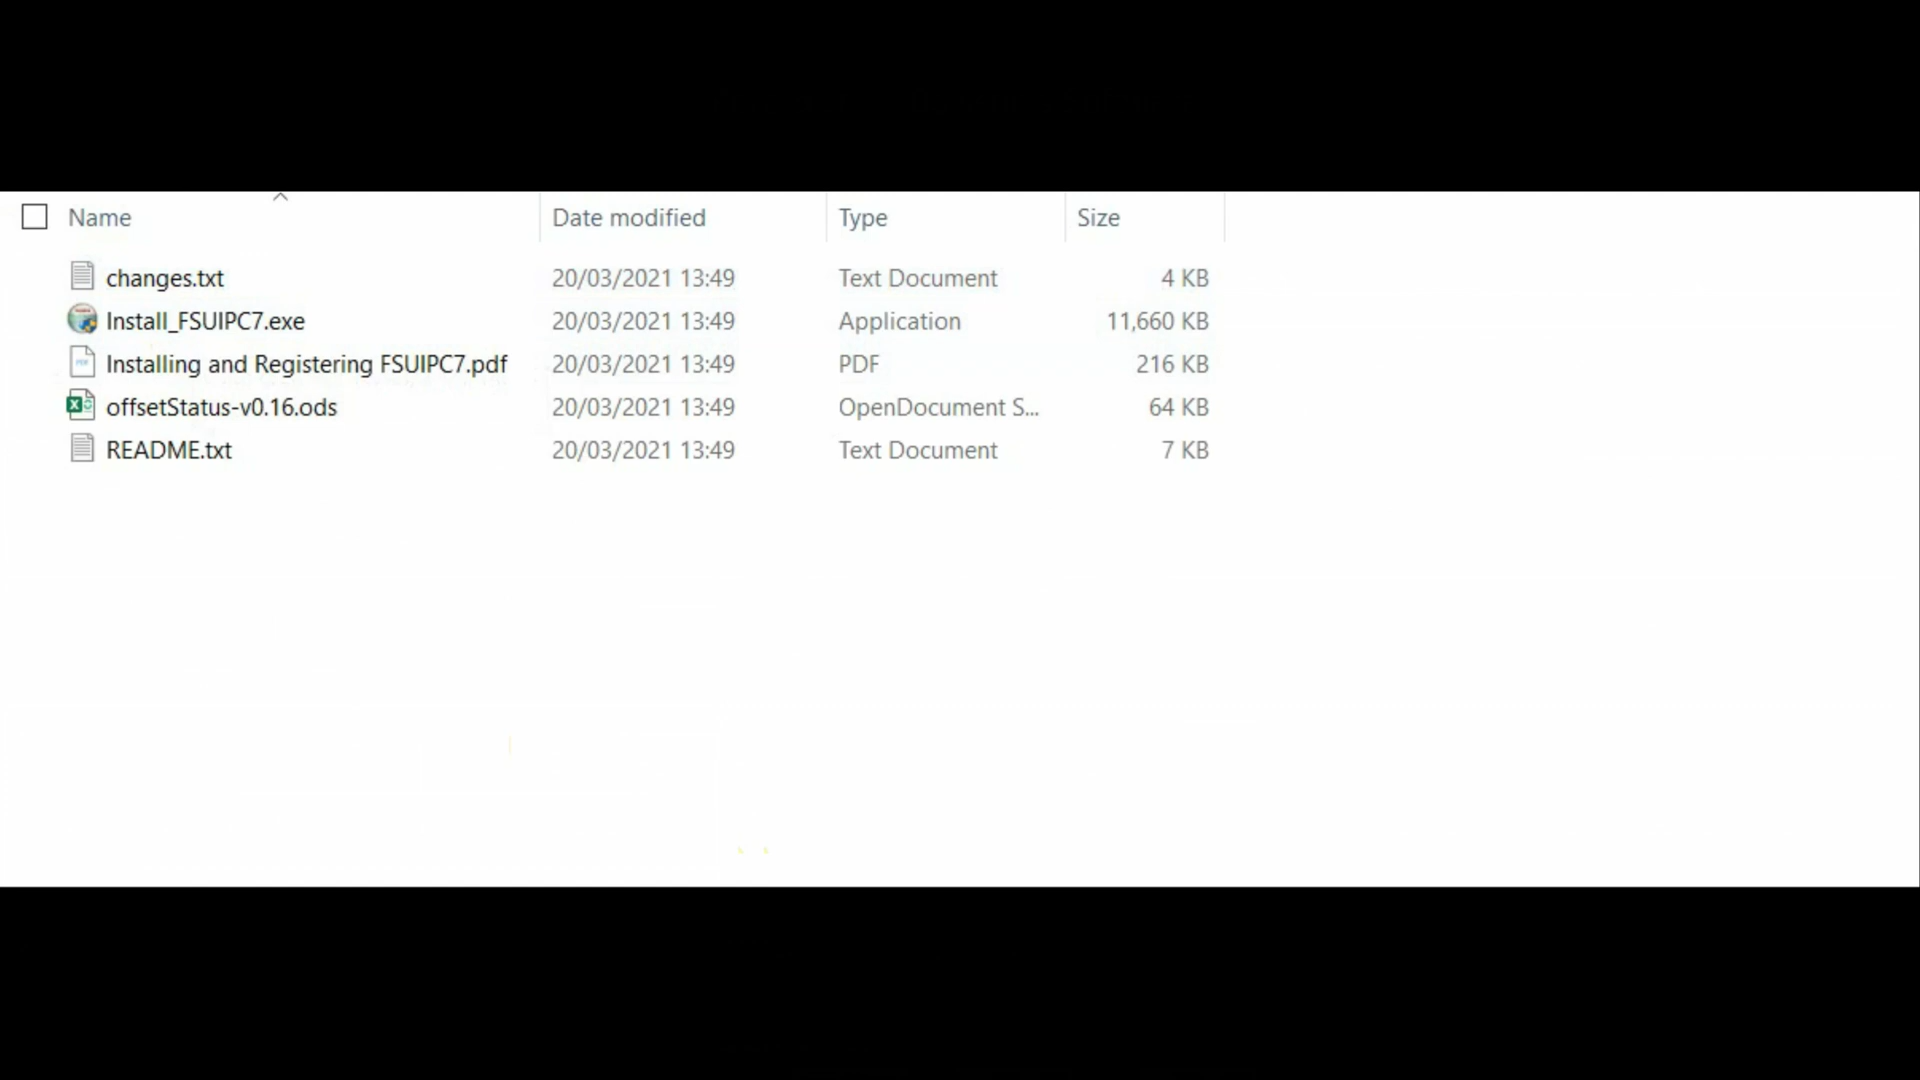 Name Date modified Type Size
changes.txt 20/03/2021 13:49 Text Document 4 KB
Install_FSUIPC7.exe 20/03/2021 13:49 Application 11,660 KB
Installing and Registering FSUIPC7.pdf 20/03/2021 13:49 PDF 216 KB
offsetStatus-v0.16.ods 20/03/2021 13:49 OpenDocument S... 64 KB
README.txt 20/03/2021 13:49 Text Document 7 KB